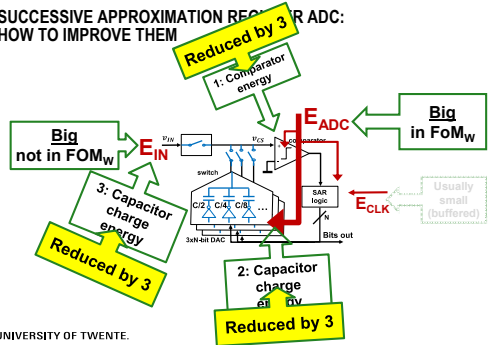 SUCCESSIVE APPROXIMATION REGISTER ADC:
HOW TO IMPROVE THEM
Reduced by 3
1: Comparator
energy
Big
not in FOMW
EIN
vIN
vCS
comparator
EADC
Big
in FoMW
switch
C/2
C/4
C/8
...
3xN-bit DAC
SAR
logic
N
Bits out
ECLK
Usually
small
(buffered)
3: Capacitor
charge
energy
Reduced by 3
2: Capacitor
charge
energy
Reduced by 3
UNIVERSITY OF TWENTE.